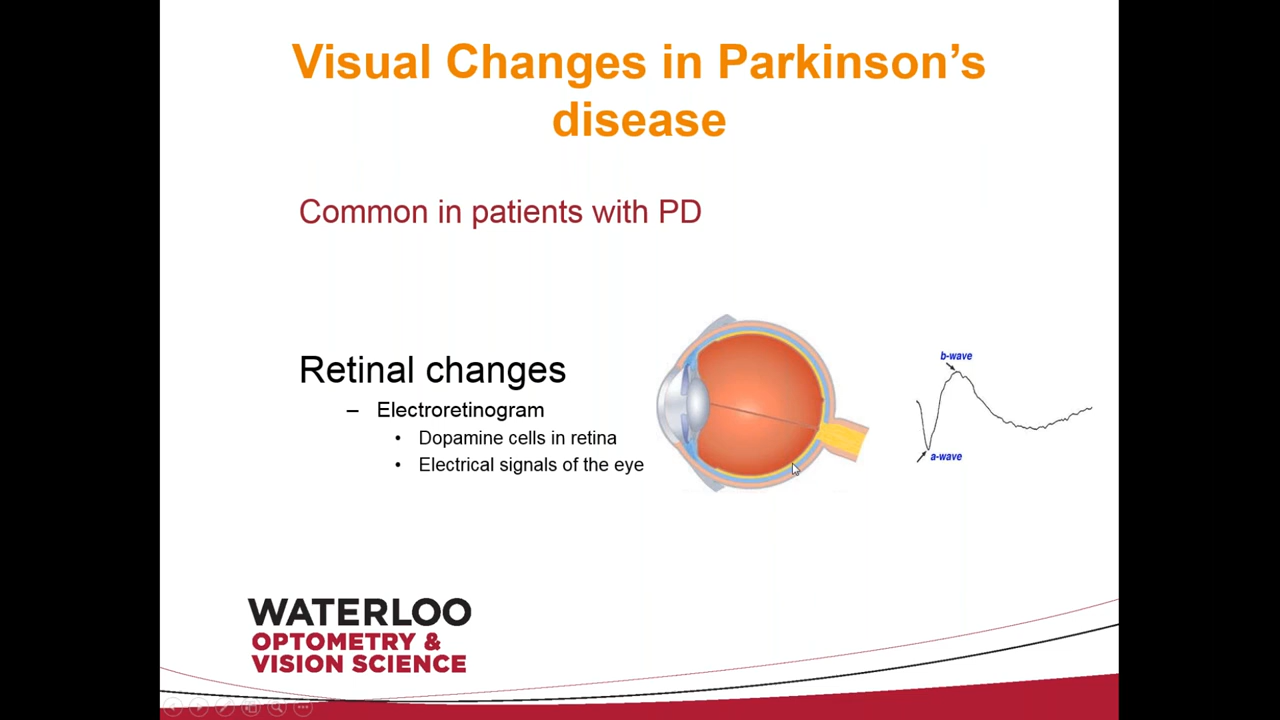 Visual Changes in Parkinson’s
disease
Common in patients with PD
Retinal changes
– Electroretinogram
• Dopamine cells in retina
• Electrical signals of the eye
b-wave
a-wave
WATERLOO
OPTOMETRY &
VISION SCIENCE